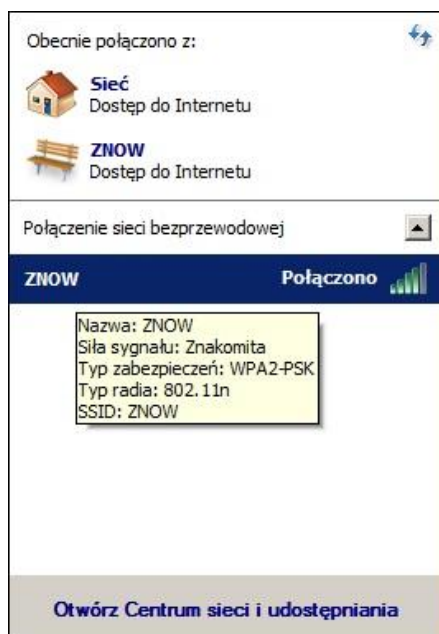 Obecnie połączono z:
Sieć
Dostęp do Internetu
ZNOW
Dostęp do Internetu
Połączenie sieci bezprzewodowej
ZNOW Połączono
Nazwa: ZNOW
Siła sygnału: Znakomita
Typ zabezpieczeń: WPA2-PSK
Typ radia: 802.11n
SSID: ZNOW
Otwórz Centrum sieci i udostępniania